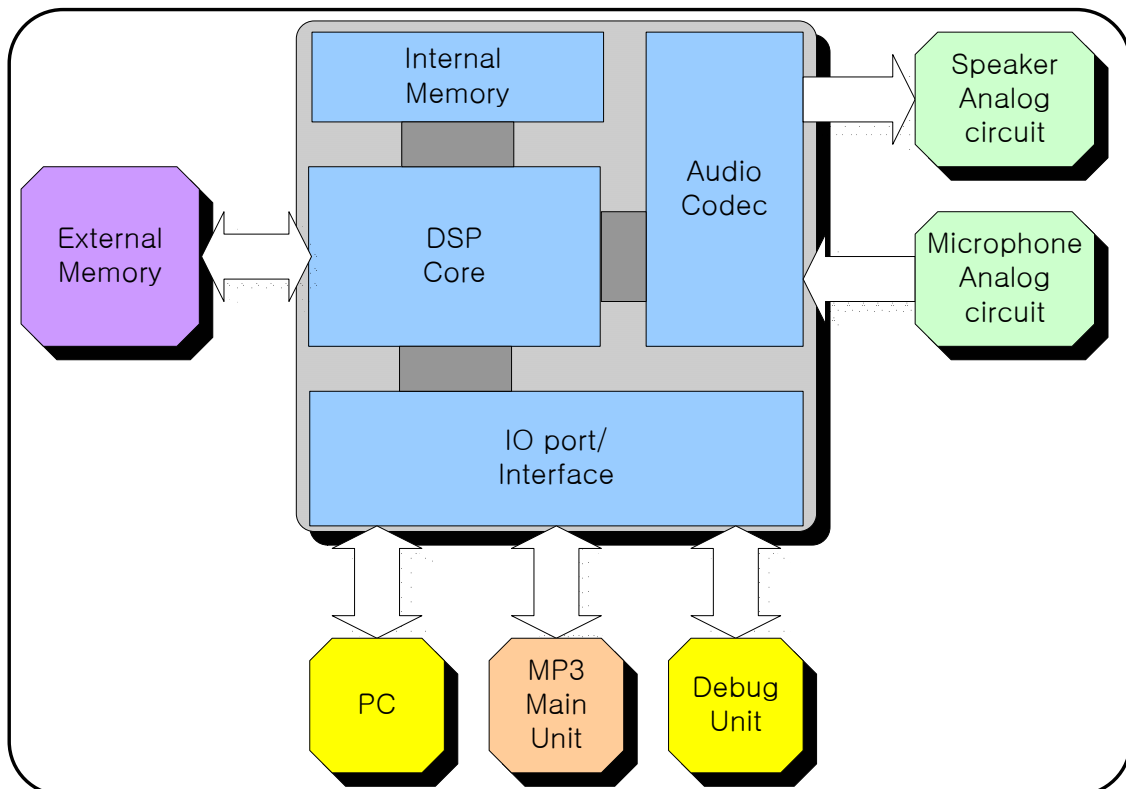 Internal
Memory
Speaker
Analog
circuit
Audio
Codec
External
Memory
DSP
Core
Microphone
Analog
circuit
IO port/
Interface
PC
MP3
Main
Unit
Debug
Unit